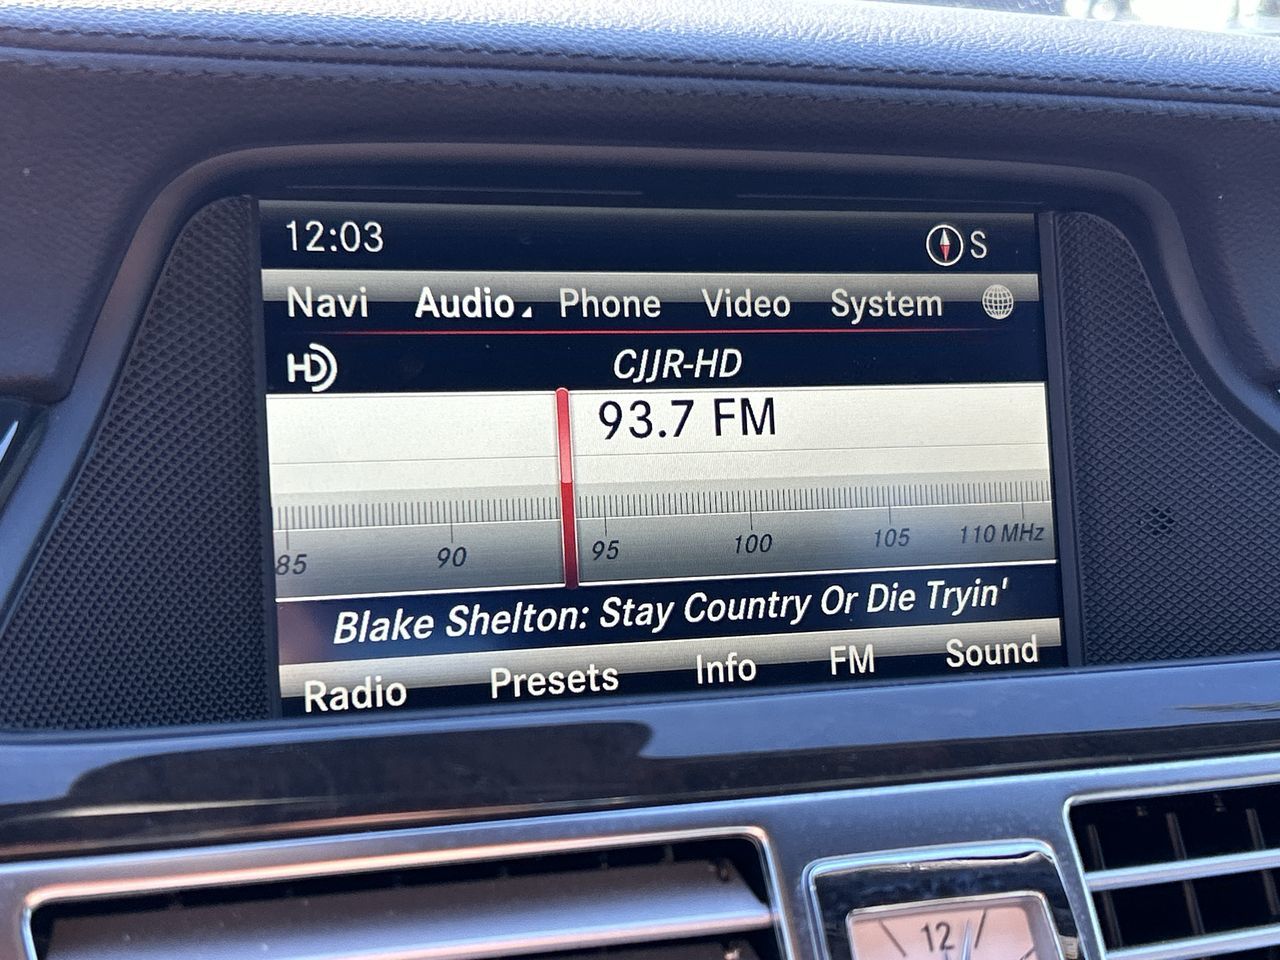 12:03 S
Navi Audio Phone Video System
HD CJJR-HD
93.7 FM
85 90 95 100 105 110 MHz
Blake Shelton: Stay Country Or Die Tryin'
Radio Presets Info FM Sound
12